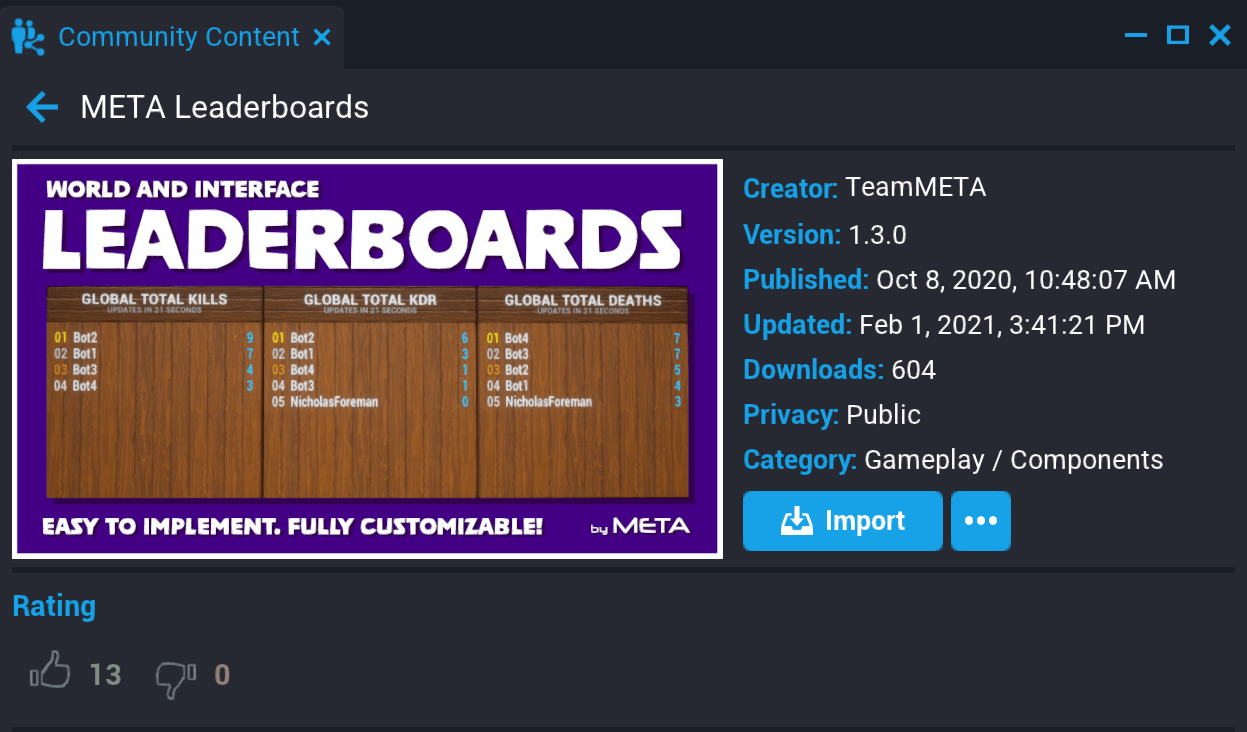 Community Content
META Leaderboards
WORLD AND INTERFACE
LEADERBOARDS
GLOBAL TOTAL KILLS
UPDATES IN 21 SECONDS
01 Bot2 9
02 Bot1 7
03 Bot3 4
04 Bot4 3
GLOBAL TOTAL KDR
UPDATES IN 21 SECONDS
01 Bot2 6
02 Bot1 3
03 Bot4 1
04 Bot3 1
05 NicholasForeman 0
GLOBAL TOTAL DEATHS
UPDATES IN 21 SECONDS
01 Bot4 7
02 Bot3 7
03 Bot2 5
04 Bot1 4
05 NicholasForeman 3
EASY TO IMPLEMENT. FULLY CUSTOMIZABLE!
by META
Creator: TeamMETA
Version: 1.3.0
Published: Oct 8, 2020, 10:48:07 AM
Updated: Feb 1, 2021, 3:41:21 PM
Downloads: 604
Privacy: Public
Category: Gameplay / Components
Import
Rating
13 0